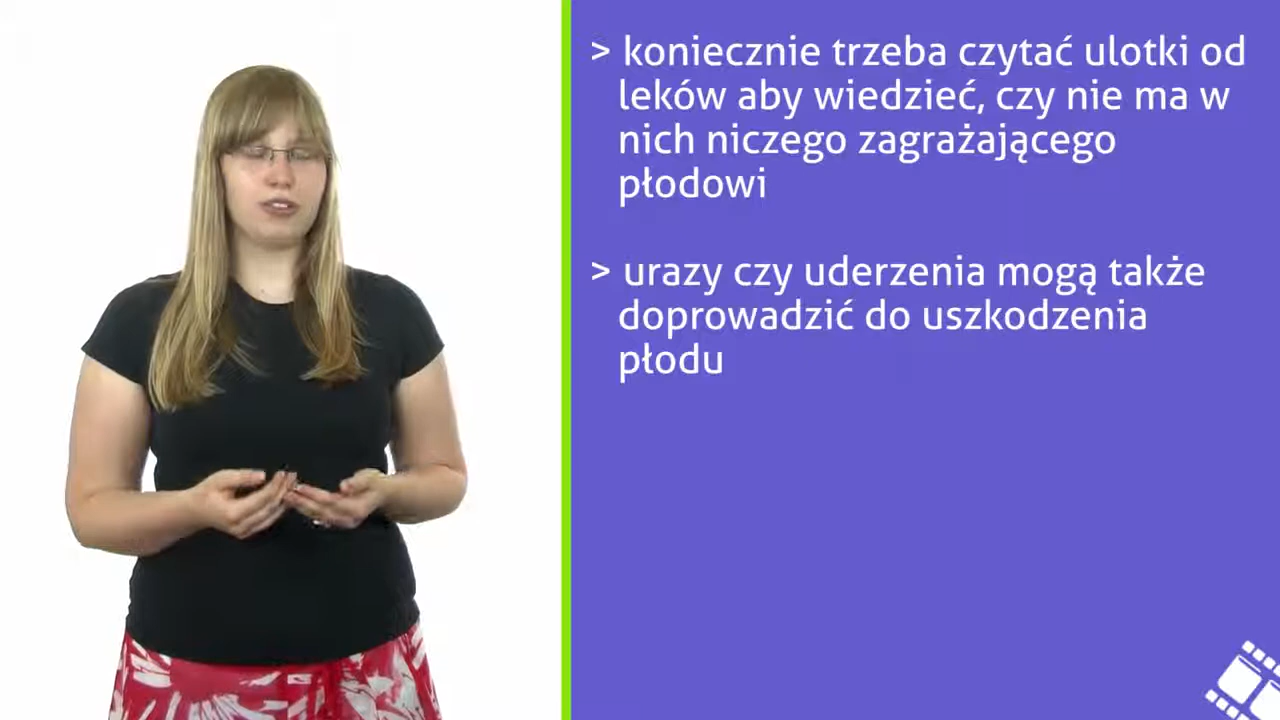 > koniecznie trzeba czytać ulotki od
leków aby wiedzieć, czy nie ma w
nich niczego zagrażającego
płodowi
> urazy czy uderzenia mogą także
doprowadzić do uszkodzenia
płodu